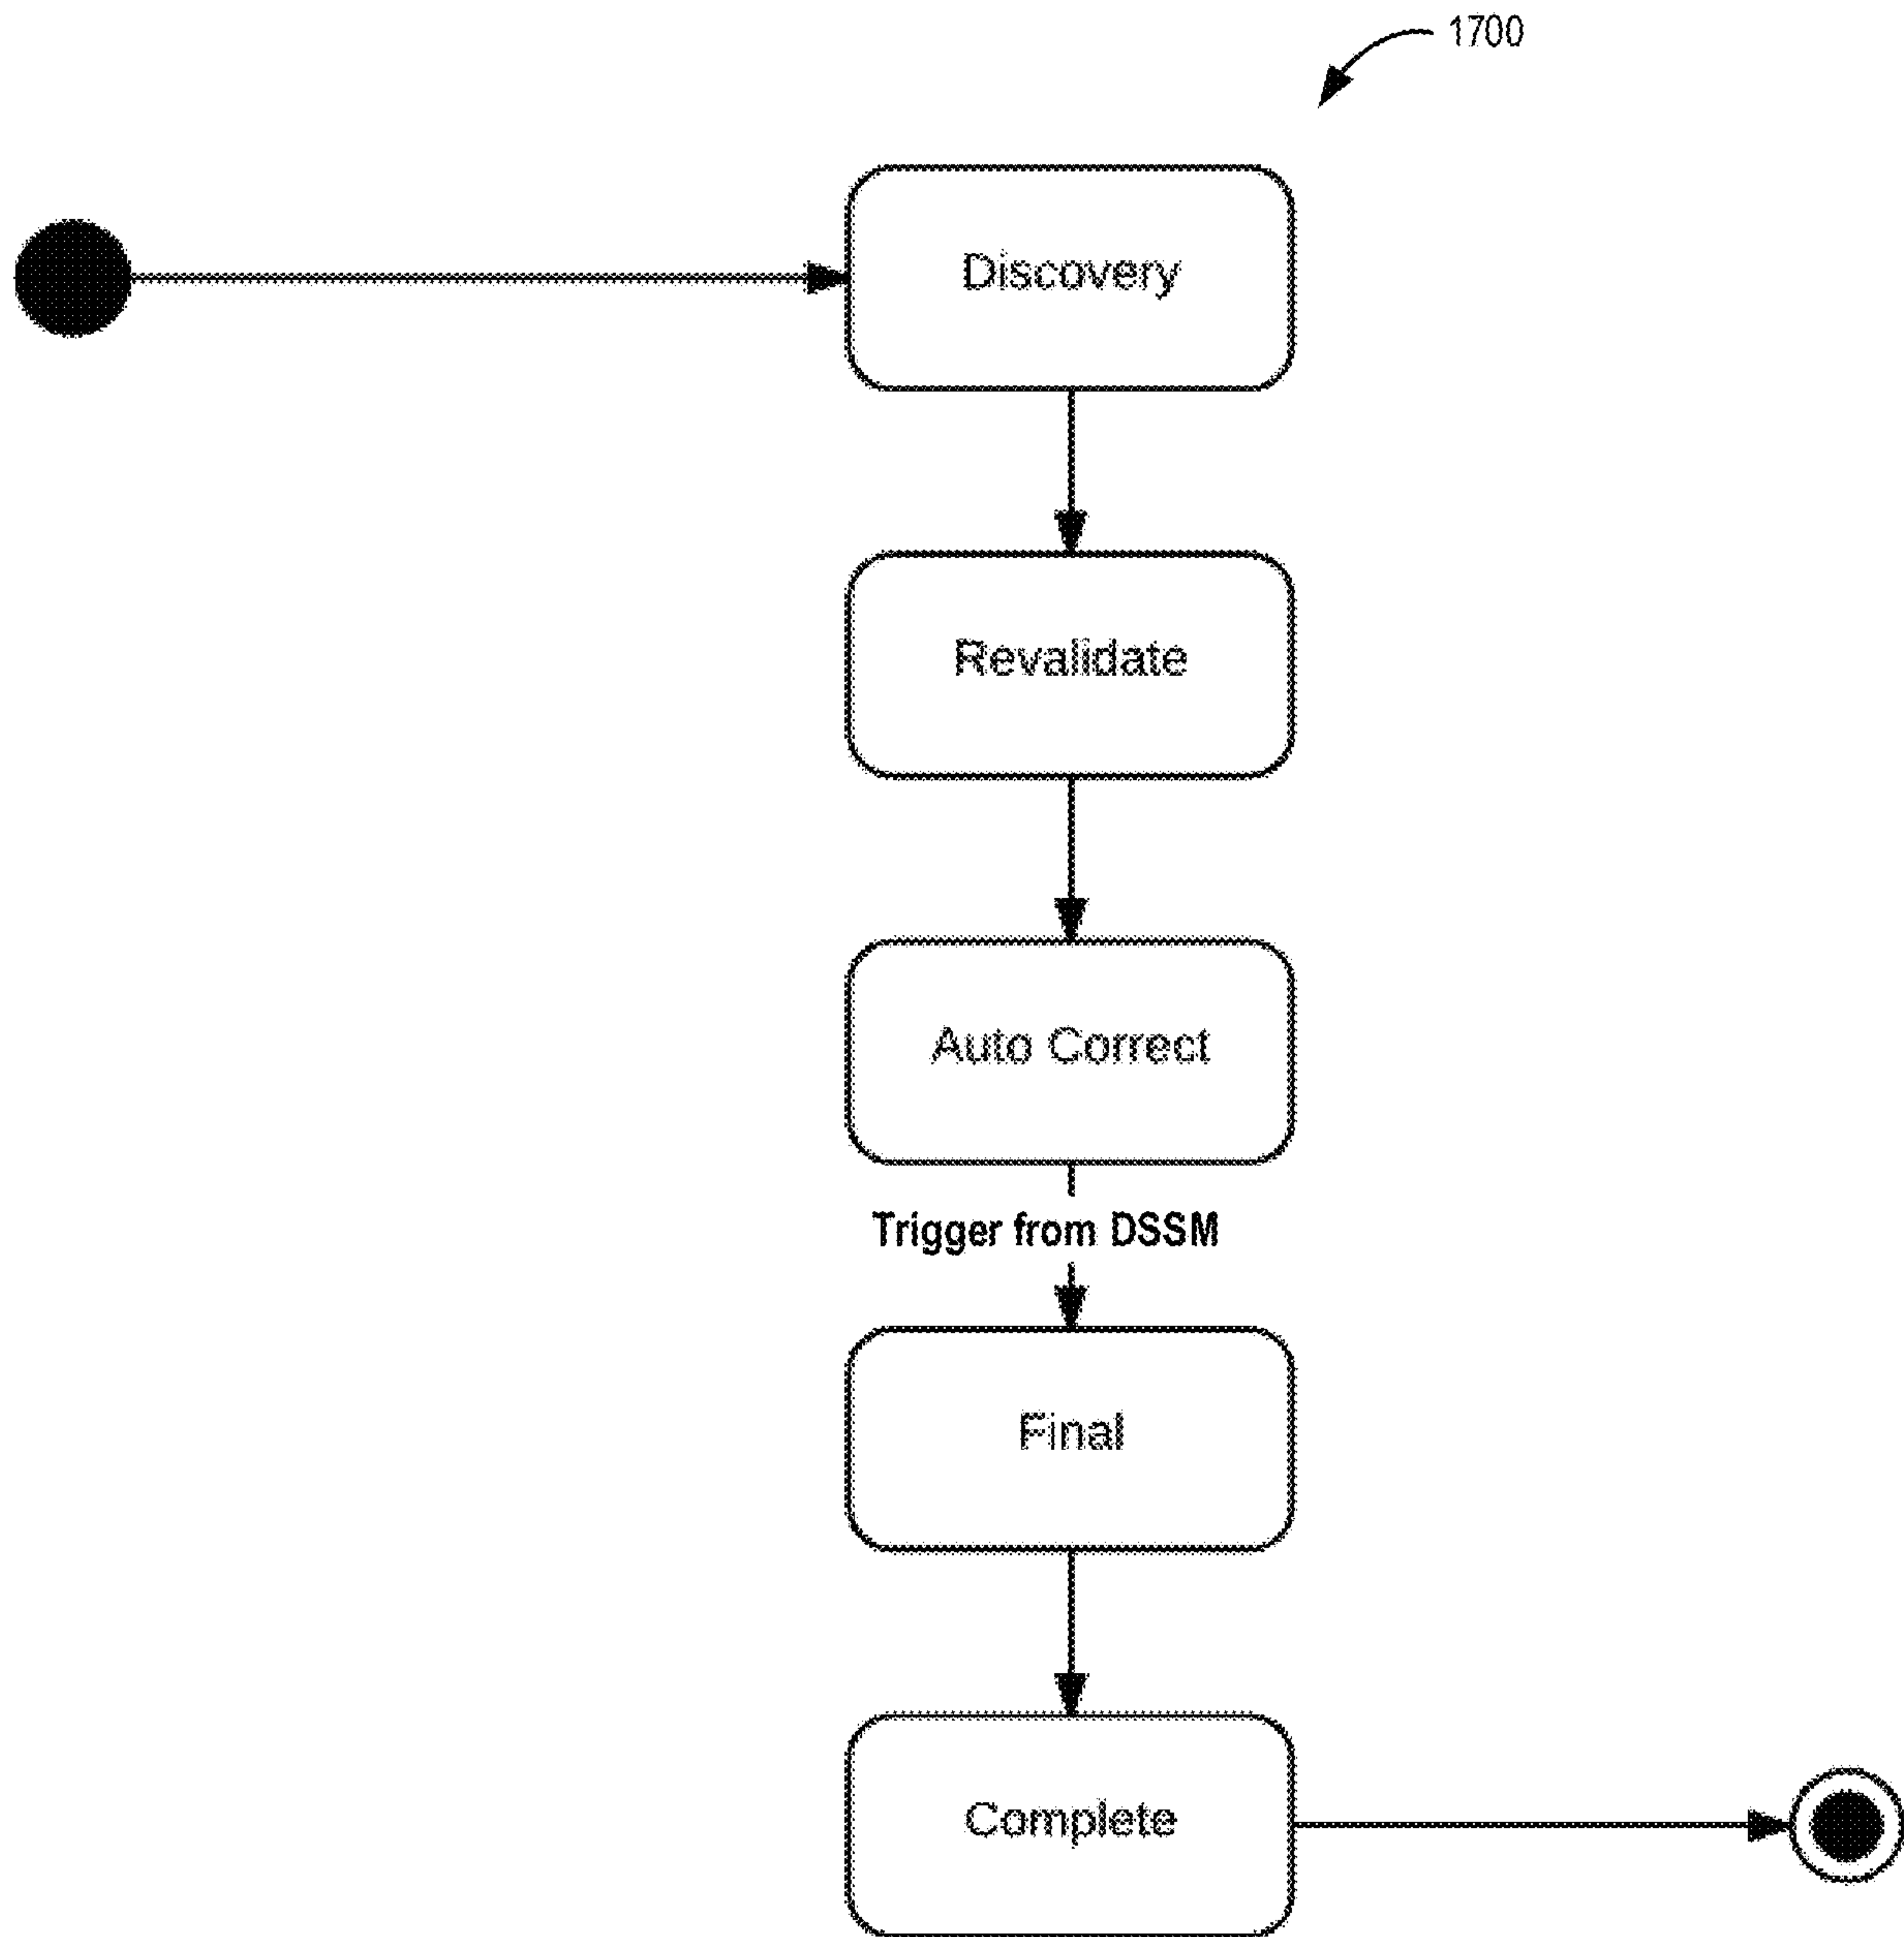 1700
Discovery
Revalidate
Auto Correct
Trigger from DSSM
Final
Complete